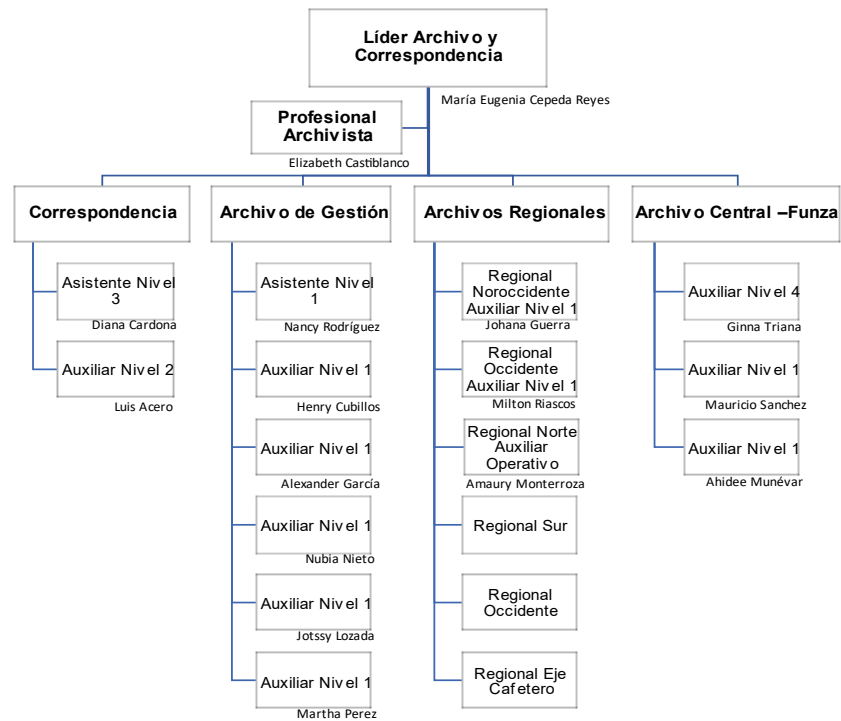 Líder Archivo y
Correspondencia
María Eugenia Cepeda Reyes
Profesional
Archivista
Elizabeth Castiblanco
Correspondencia
Asistente Nivel
3
Diana Cardona
Auxiliar Nivel 2
Luis Acero
Archivo de Gestión
Asistente Nivel
1
Nancy Rodríguez
Auxiliar Nivel 1
Henry Cubillos
Auxiliar Nivel 1
Alexander García
Auxiliar Nivel 1
Nubia Nieto
Auxiliar Nivel 1
Jotssy Lozada
Auxiliar Nivel 1
Martha Perez
Archivos Regionales
Regional
Noroccidente
Auxiliar Nivel 1
Johana Guerra
Regional
Occidente
Auxiliar Nivel 1
Milton Riascos
Regional Norte
Auxiliar
Operativo
Amaury Monterroza
Regional Sur
Regional
Occidente
Regional Eje
Cafetero
Archivo Central –Funza
Auxiliar Nivel 4
Ginna Triana
Auxiliar Nivel 1
Mauricio Sanchez
Auxiliar Nivel 1
Ahidee Munévar